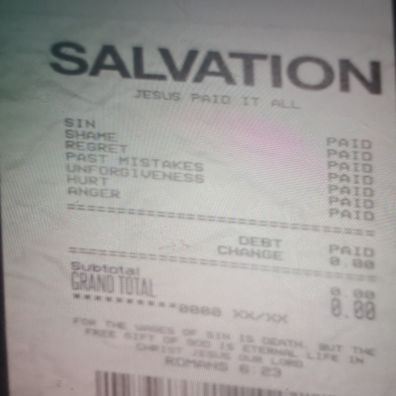 SALVATION
JESUS PAID IT ALL
SIN PAID
SHAME PAID
REGRET PAID
PAST MISTAKES PAID
UNFORGIVENESS PAID
HURT PAID
ANGER PAID
==============================
DEBT PAID
CHANGE 0.00
==============================
Subtotal 0.00
GRAND TOTAL 0.00
************0000 XX/XX
FOR THE WAGES OF SIN IS DEATH, BUT THE
FREE GIFT OF GOD IS ETERNAL LIFE IN
CHRIST JESUS OUR LORD
ROMANS 6:23